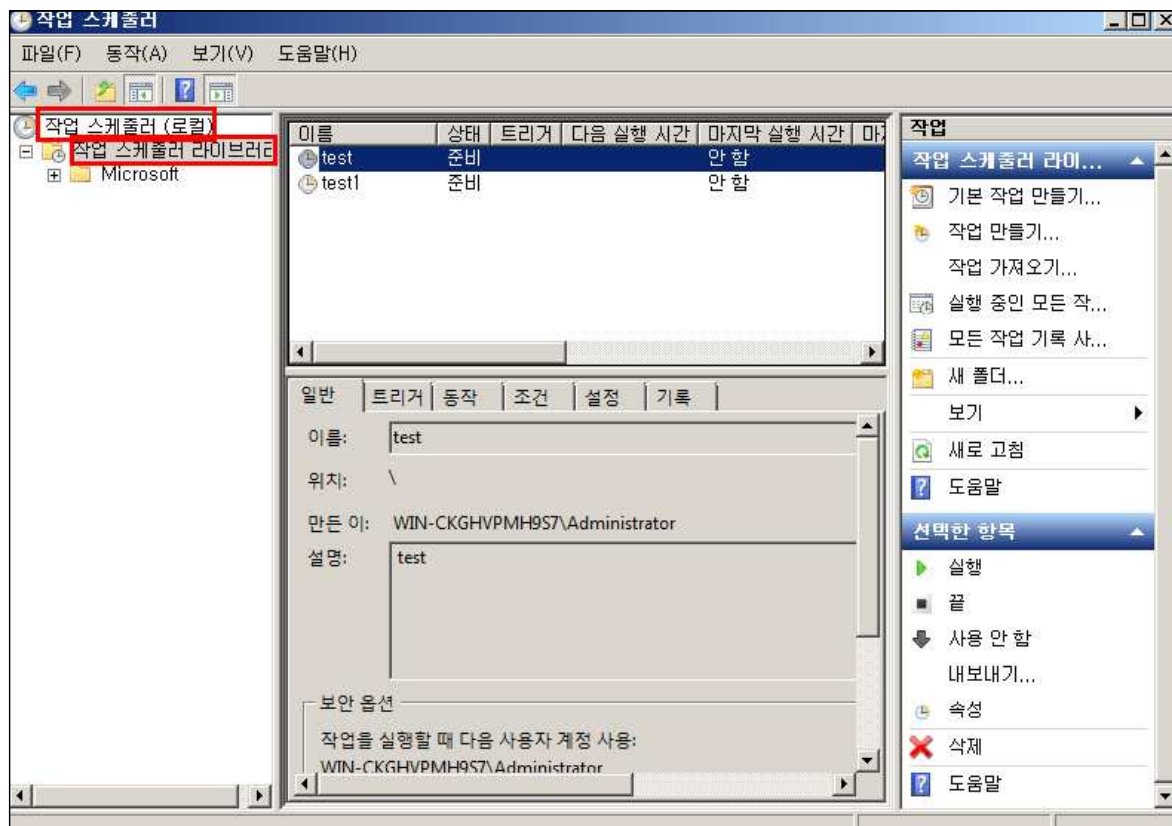 작업 스케줄러
파일(F) 동작(A) 보기(V) 도움말(H)
작업 스케줄러 (로컬)
작업 스케줄러 라이브러리
Microsoft
이름 상태 트리거 다음 실행 시간 마지막 실행 시간 마지
test 준비 안 함
test1 준비 안 함
일반 트리거 동작 조건 설정 기록
이름: test
위치: \
만든 이: WIN-CKGHVPMH9S7\Administrator
설명: test
보안 옵션
작업을 실행할 때 다음 사용자 계정 사용:
WIN-CKGHVPMH9S7\Administrator
작업
작업 스케줄러 라이...
기본 작업 만들기...
작업 만들기...
작업 가져오기...
실행 중인 모든 작...
모든 작업 기록 사...
새 폴더...
보기
새로 고침
도움말
선택한 항목
실행
끝
사용 안 함
내보내기...
속성
삭제
도움말